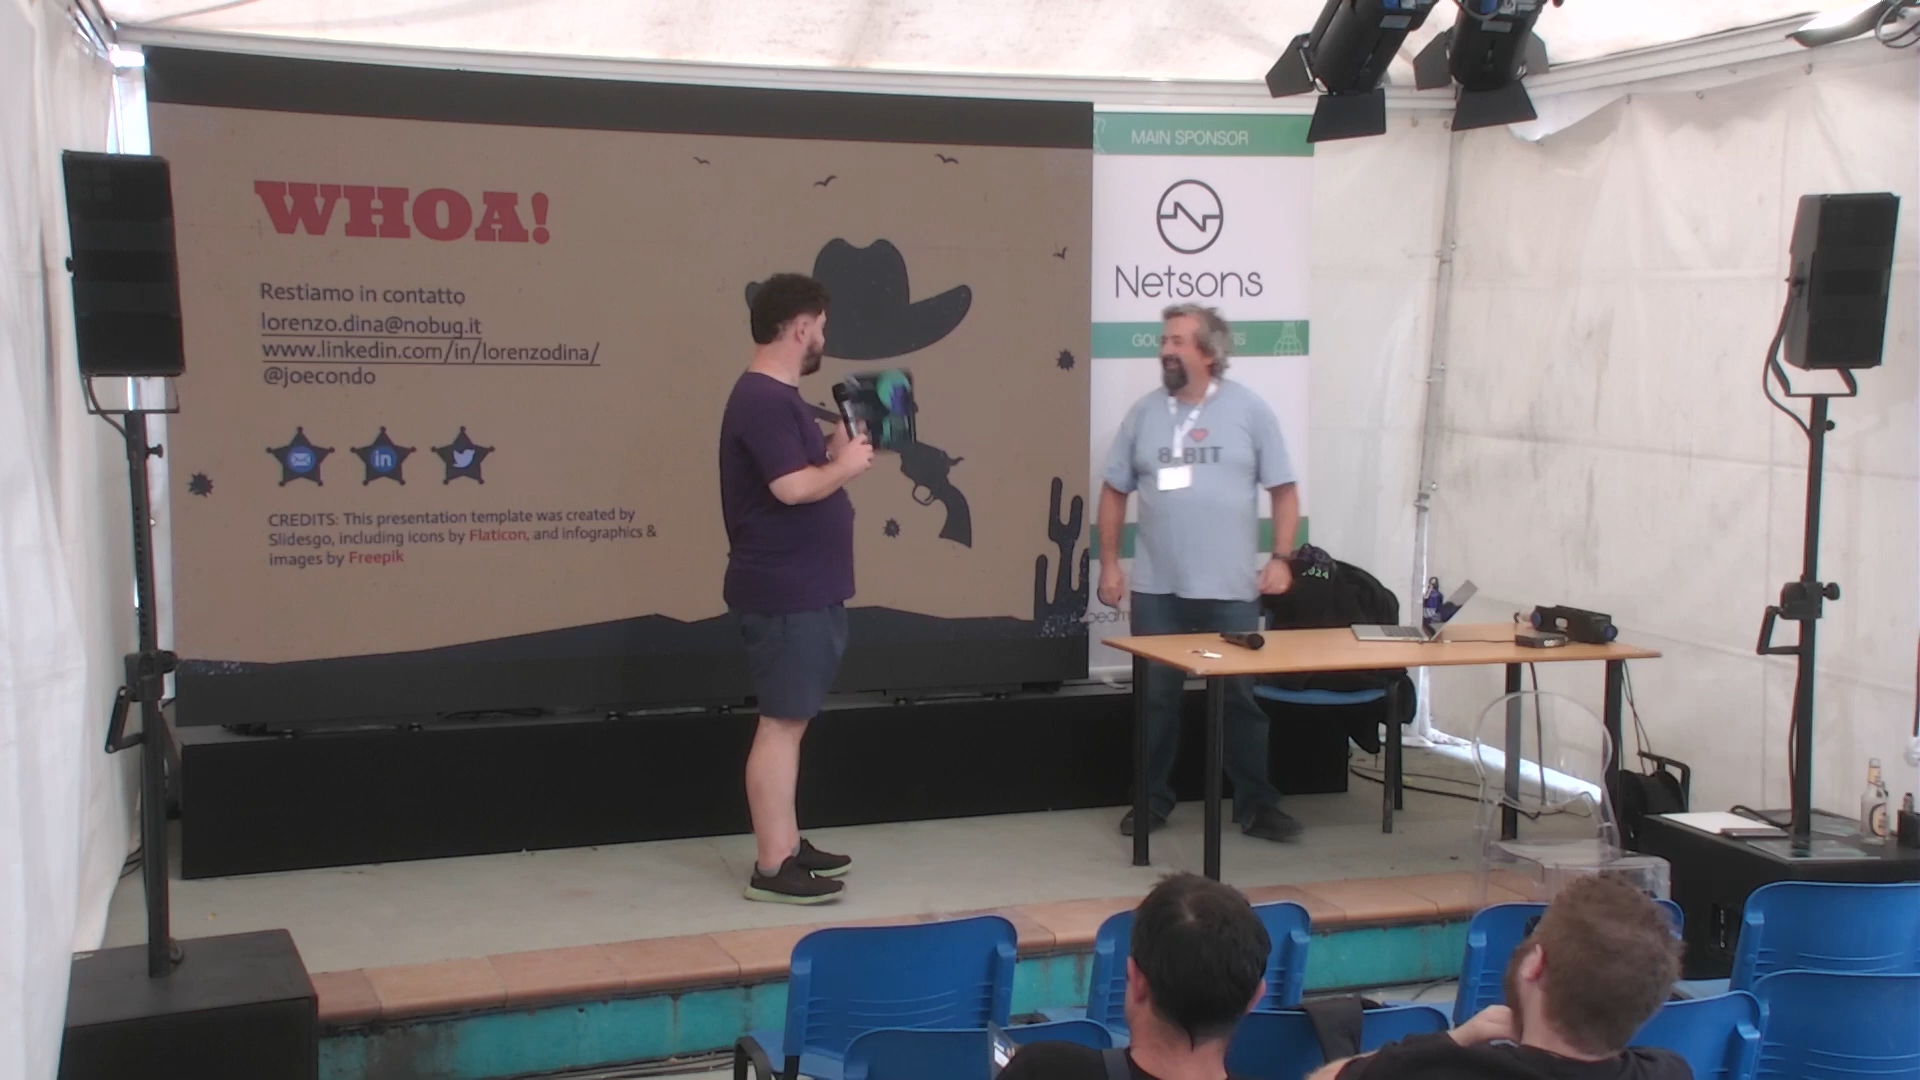 WHOA!
Restiamo in contatto
lorenzo.dina@nobug.it
www.linkedin.com/in/lorenzodina/
@joecondo
in
CREDITS: This presentation template was created by
Slidesgo, including icons by Flaticon, and infographics &
images by Freepik
MAIN SPONSOR
Netsons
8 BIT